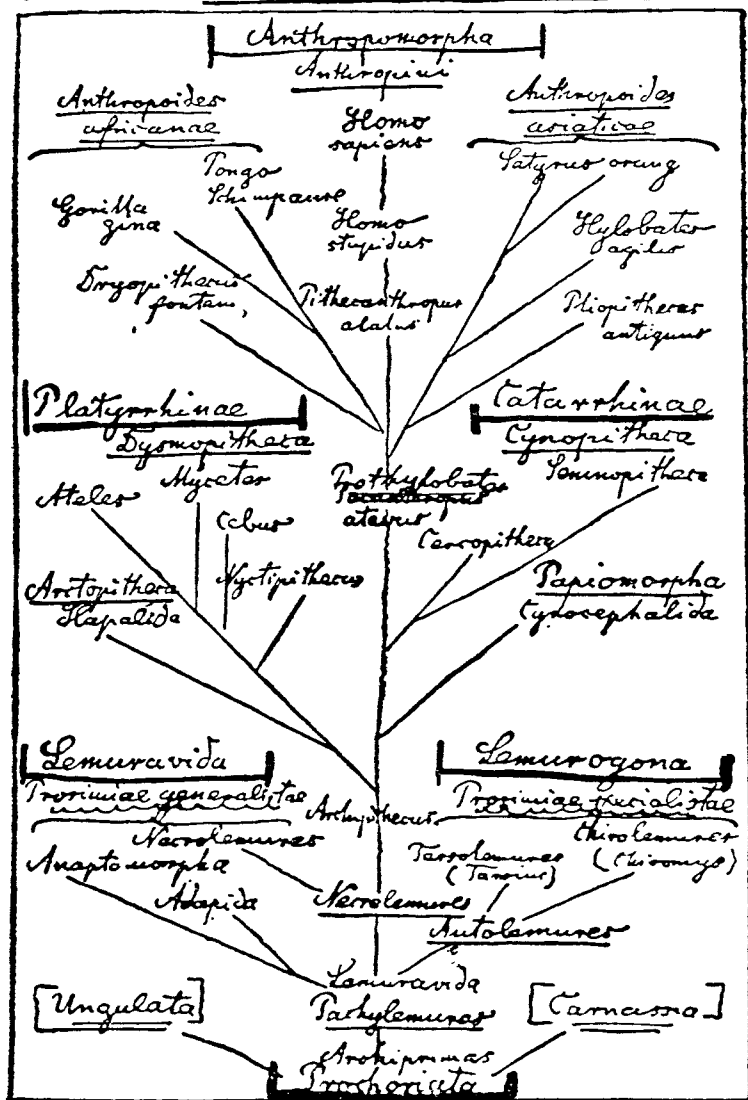 Anthropomorpha
Anthropini
Anthropoides
africanae
Homo
sapiens
Anthropoides
asiaticae
Pongo
Schimpanse
Gorilla
gina
Homo
stupidus
Satyrus orang
Hylobates
agilis
Dryopithecus
fontani
Pithecanthropus
alalus
Pliopithecus
antiquus
Platyrrhinae
Catarrhinae
Dysmopitheca
Cynopitheca
Mycetes
Ateles
Cebus
Nyctipithecus
Prothylobates
atavus
Semnopitheca
Cercopitheca
Arctopitheca
Hapalida
Papiomorpha
Cynocephalida
Lemuravida
Lemurogona
Prosimiae generalistae
Archipithecus
Prosimiae specialistae
Necrolemures
Anaptomorpha
Adapida
Necrolemures
Tarsolemures
(Tarsius)
Chirolemures
(Chiromys)
Autolemures
Lemuravida
Pachylemures
[Ungulata]
[Carnassia]
Archiprimas
Prochoriata